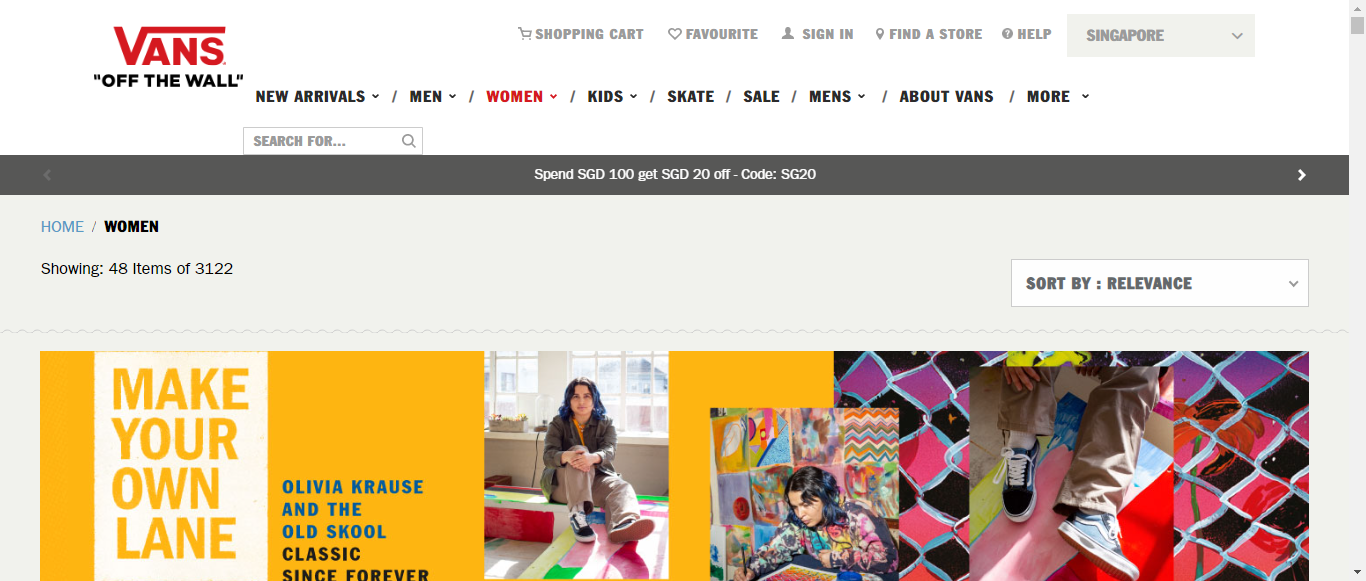 VANS
"OFF THE WALL"
SHOPPING CART
FAVOURITE
SIGN IN
FIND A STORE
HELP
SINGAPORE
NEW ARRIVALS / MEN / WOMEN / KIDS / SKATE / SALE / MENS / ABOUT VANS / MORE
SEARCH FOR...
Spend SGD 100 get SGD 20 off - Code: SG20
HOME / WOMEN
Showing: 48 Items of 3122
SORT BY : RELEVANCE
MAKE
YOUR
OWN
LANE
OLIVIA KRAUSE
AND THE
OLD SKOOL
CLASSIC
SINCE FOREVER